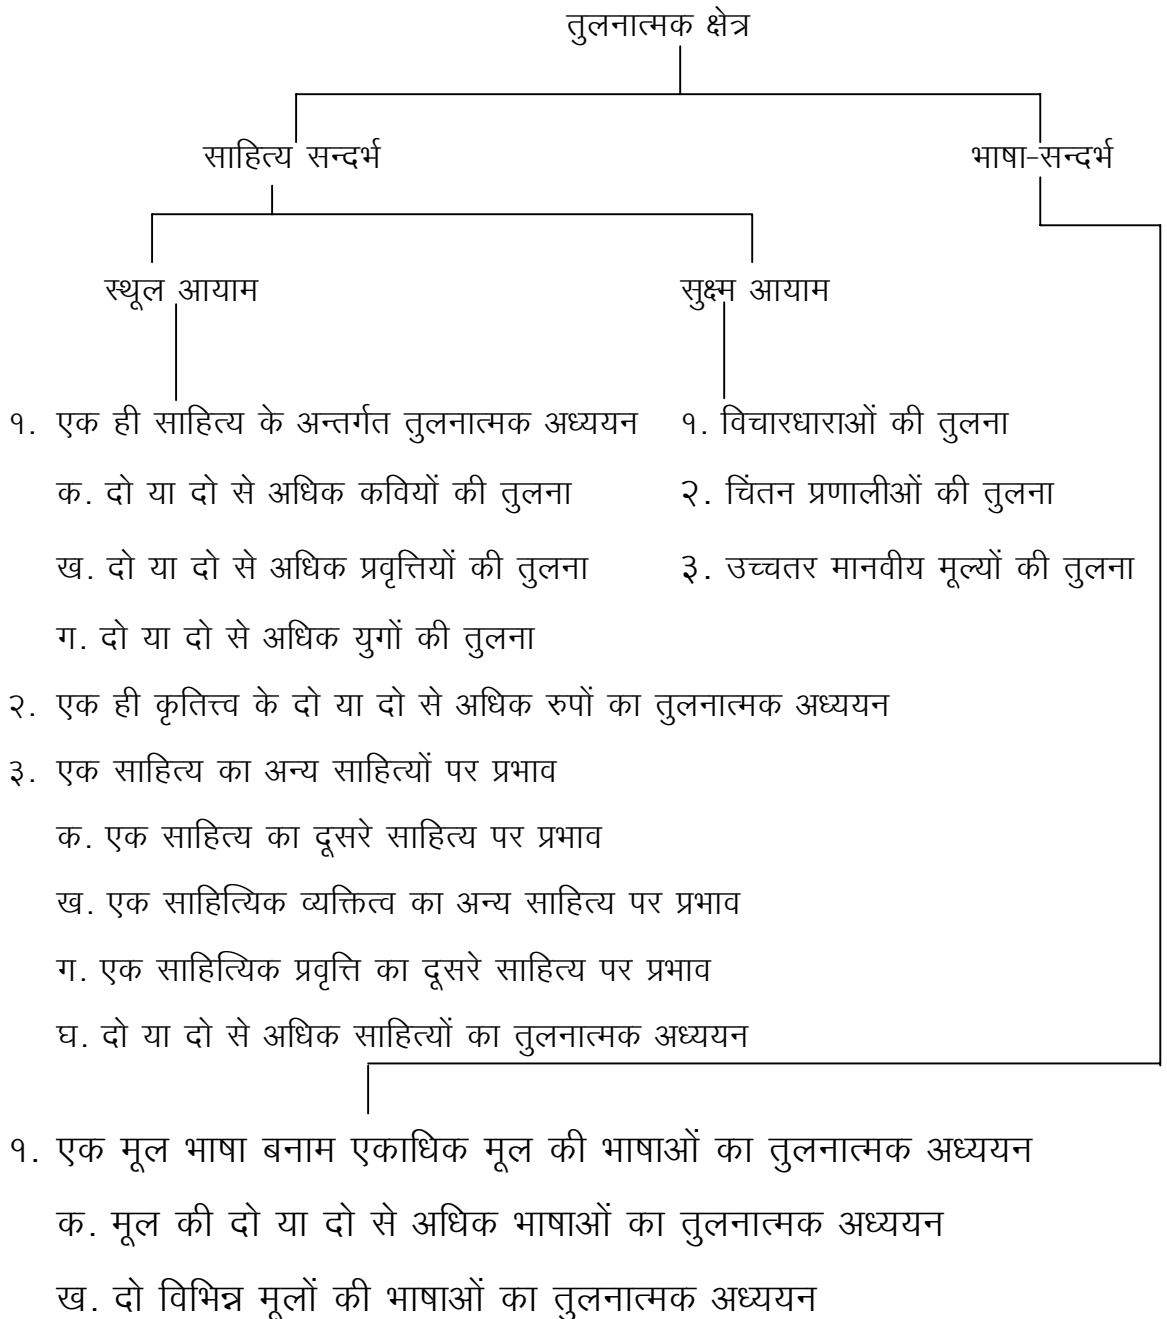 तुलनात्मक क्षेत्र
साहित्य सन्दर्भ
भाषा-सन्दर्भ
स्थूल आयाम
सुक्ष्म आयाम
१. एक ही साहित्य के अन्तर्गत तुलनात्मक अध्ययन
क. दो या दो से अधिक कवियों की तुलना
ख. दो या दो से अधिक प्रवृत्तियों की तुलना
ग. दो या दो से अधिक युगों की तुलना
२. एक ही कृतित्त्व के दो या दो से अधिक रुपों का तुलनात्मक अध्ययन
३. एक साहित्य का अन्य साहित्यों पर प्रभाव
क. एक साहित्य का दूसरे साहित्य पर प्रभाव
ख. एक साहित्यिक व्यक्तित्व का अन्य साहित्य पर प्रभाव
ग. एक साहित्यिक प्रवृत्ति का दूसरे साहित्य पर प्रभाव
घ. दो या दो से अधिक साहित्यों का तुलनात्मक अध्ययन
१. विचारधाराओं की तुलना
२. चिंतन प्रणालीओं की तुलना
३. उच्चतर मानवीय मूल्यों की तुलना
१. एक मूल भाषा बनाम एकाधिक मूल की भाषाओं का तुलनात्मक अध्ययन
क. मूल की दो या दो से अधिक भाषाओं का तुलनात्मक अध्ययन
ख. दो विभिन्न मूलों की भाषाओं का तुलनात्मक अध्ययन